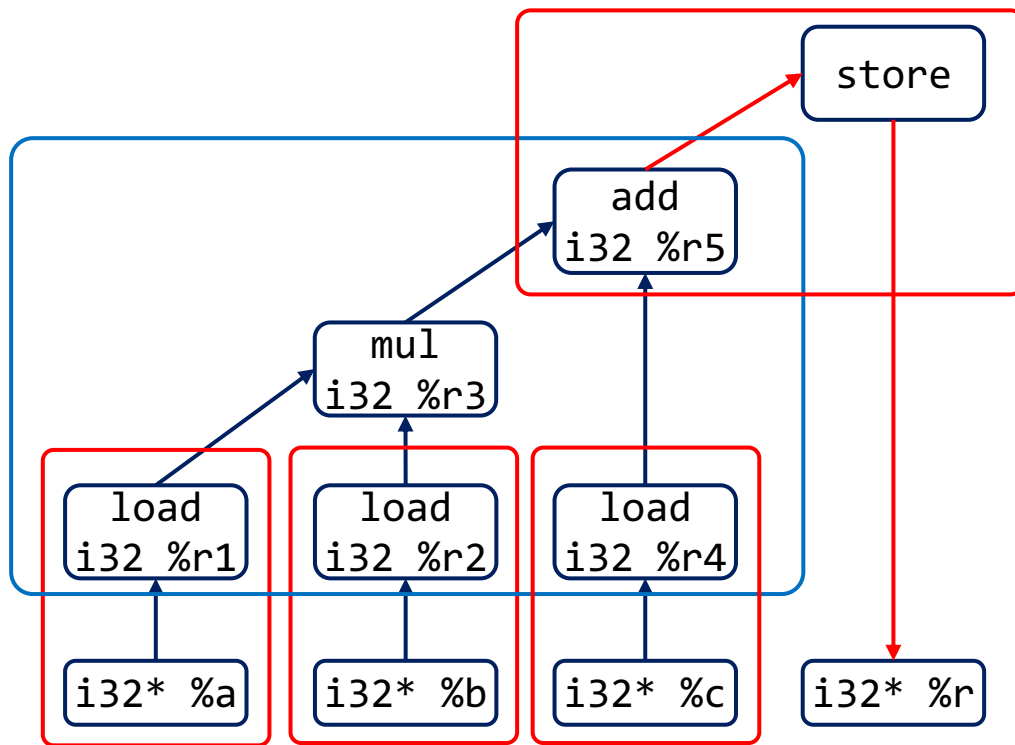 store
add
i32 %r5
mul
i32 %r3
load
i32 %r1
load
i32 %r2
load
i32 %r4
i32* %a
i32* %b
i32* %c
i32* %r